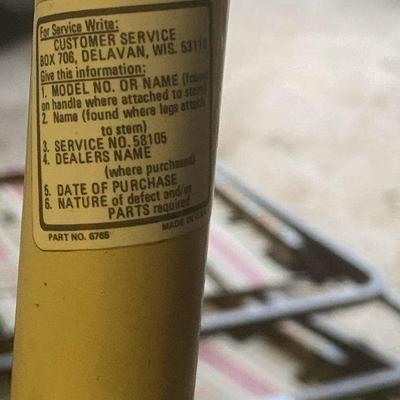 For Service Write:
CUSTOMER SERVICE
BOX 706, DELAVAN, WIS. 53115
Give this information:
1. MODEL NO. OR NAME (found
on handle where attached to stem)
2. Name (found where legs attach
to stem)
3. SERVICE NO. 58105
4. DEALERS NAME
(where purchased)
5. DATE OF PURCHASE
6. NATURE of defect and/or
PARTS required
PART NO. 6765 MADE IN U.S.A.